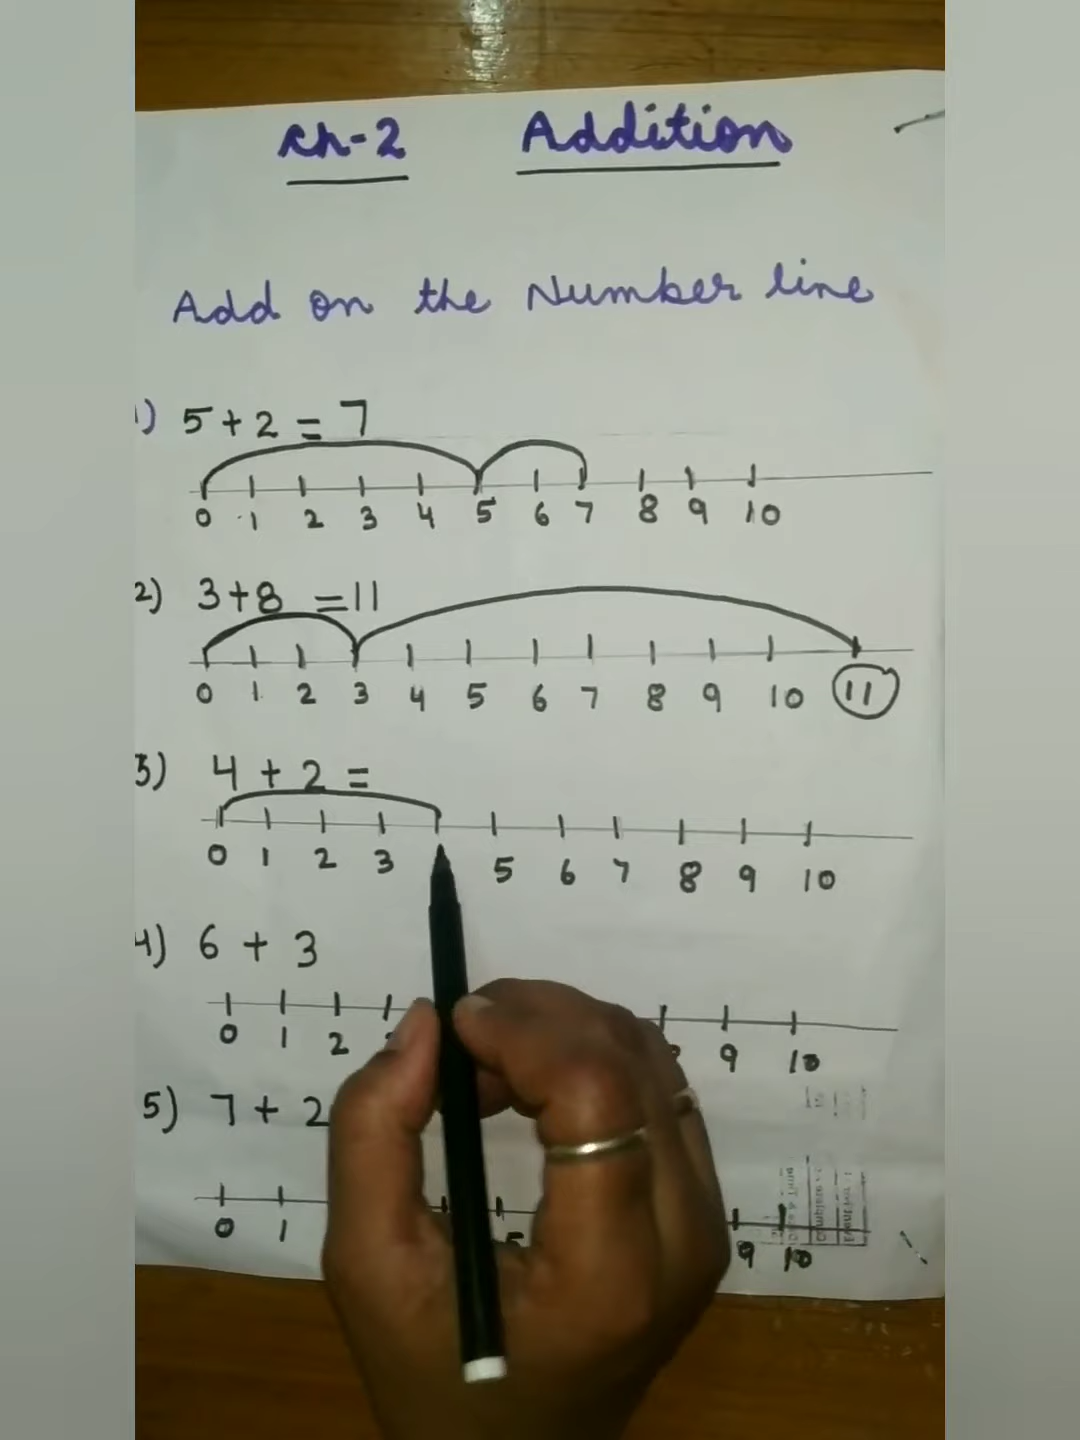 Ch-2 Addition
Add on the Number line
1) 5 + 2 = 7
0 1 2 3 4 5 6 7 8 9 10
2) 3 + 8 = 11
0 1 2 3 4 5 6 7 8 9 10 11
3) 4 + 2 =
0 1 2 3 5 6 7 8 9 10
4) 6 + 3
0 1 2 9 10
5) 7 + 2
0 1 5 9 10